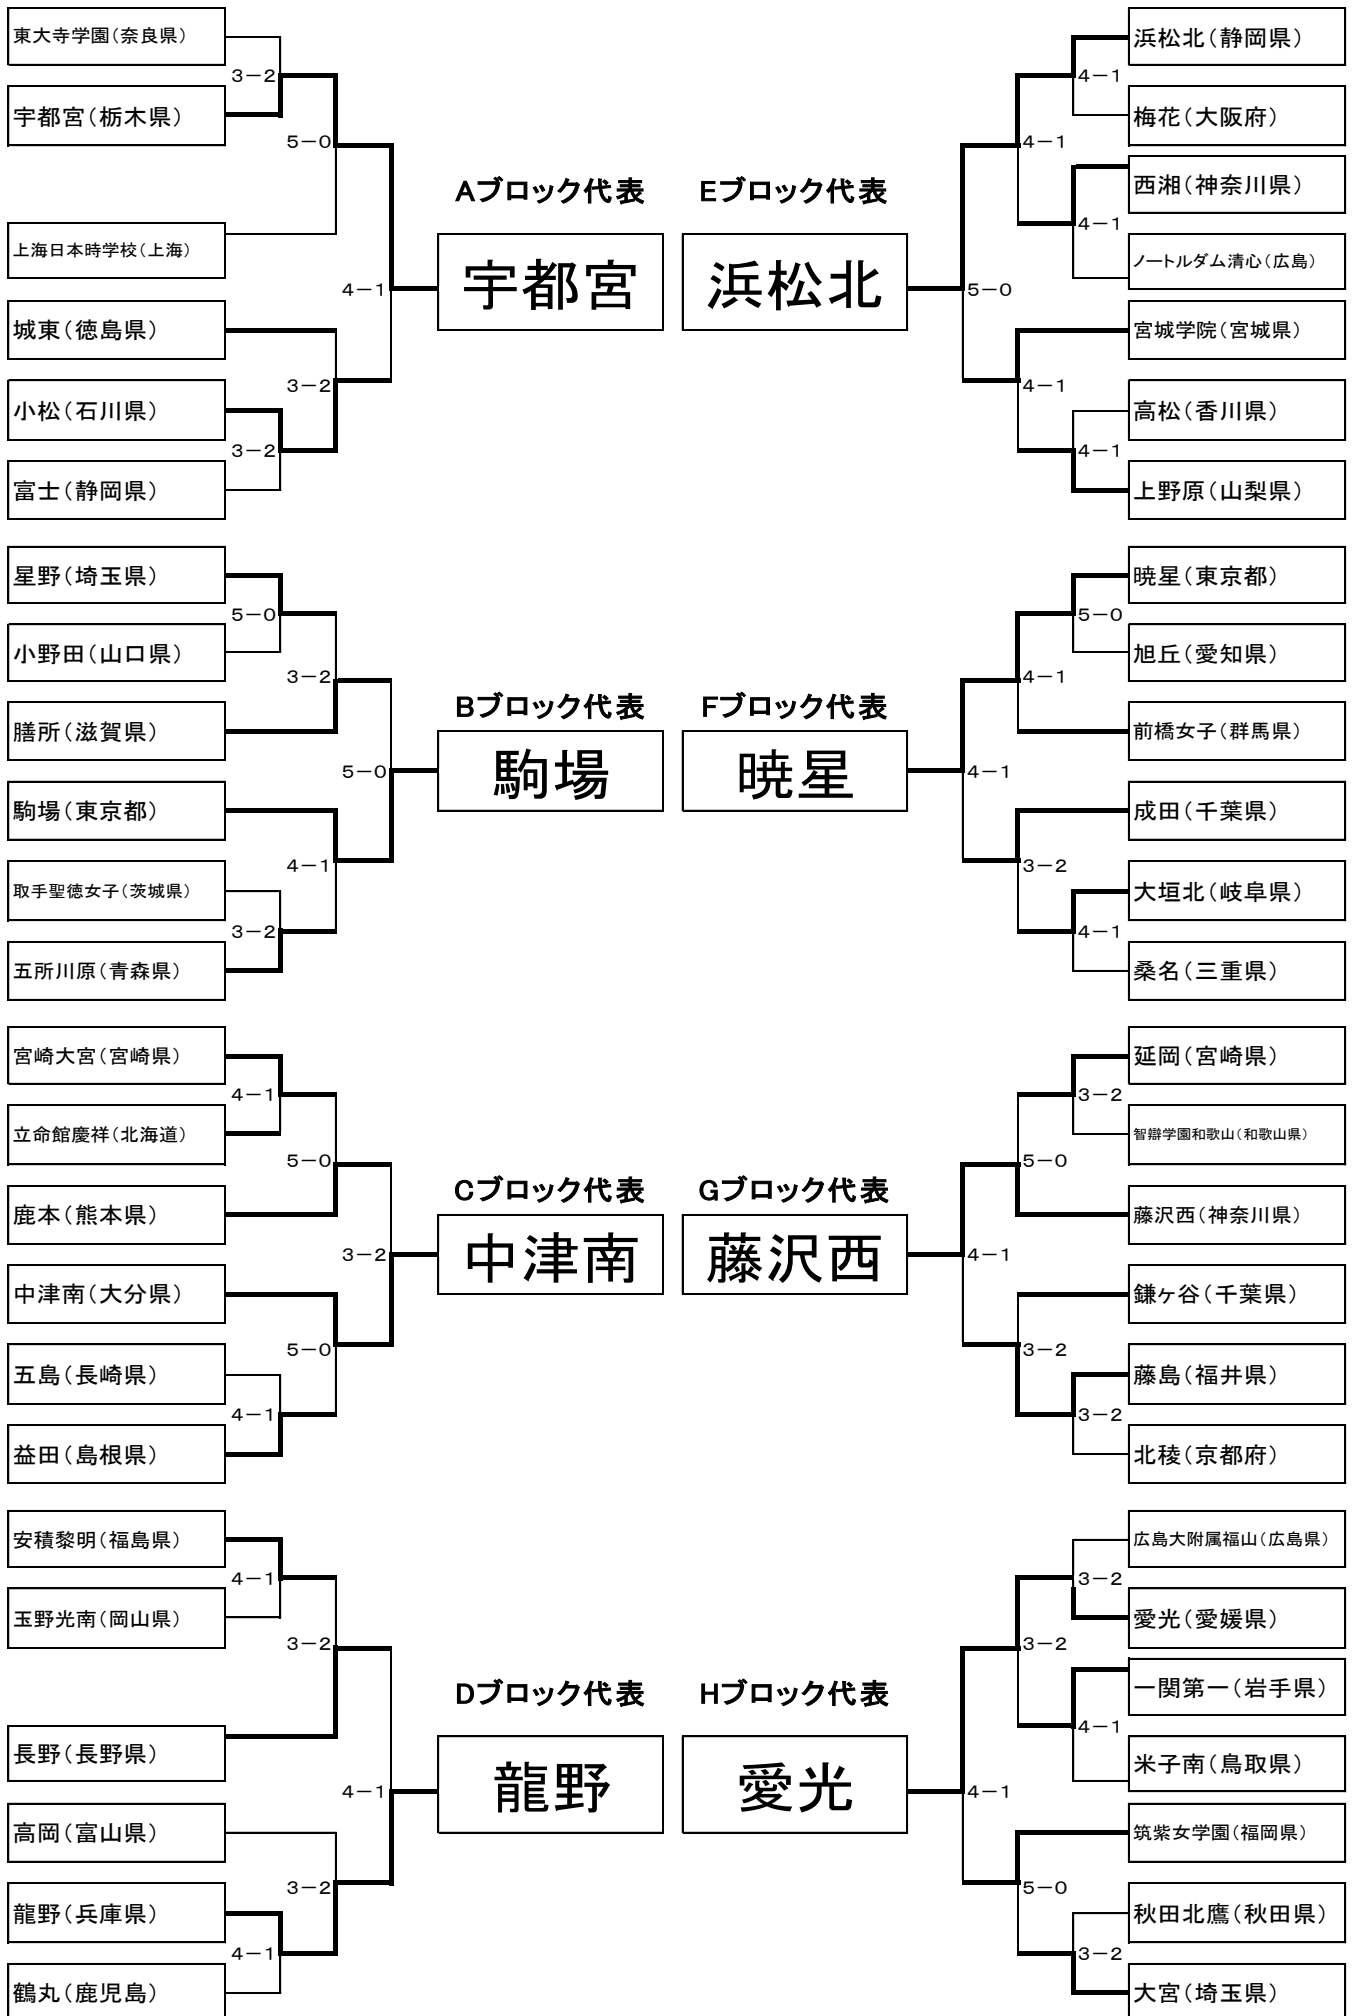 東大寺学園(奈良県)
3-2
宇都宮(栃木県)
5-0
上海日本時学校(上海)
4-1
城東(徳島県)
3-2
小松(石川県)
3-2
富士(静岡県)
Aブロック代表
宇都宮
浜松北(静岡県)
4-1
梅花(大阪府)
4-1
西湘(神奈川県)
4-1
ノートルダム清心(広島)
5-0
宮城学院(宮城県)
4-1
高松(香川県)
4-1
上野原(山梨県)
Eブロック代表
浜松北
星野(埼玉県)
5-0
小野田(山口県)
3-2
膳所(滋賀県)
5-0
駒場(東京都)
4-1
取手聖徳女子(茨城県)
3-2
五所川原(青森県)
Bブロック代表
駒場
暁星(東京都)
5-0
旭丘(愛知県)
4-1
前橋女子(群馬県)
4-1
成田(千葉県)
3-2
大垣北(岐阜県)
4-1
桑名(三重県)
Fブロック代表
暁星
宮崎大宮(宮崎県)
4-1
立命館慶祥(北海道)
5-0
鹿本(熊本県)
3-2
中津南(大分県)
5-0
五島(長崎県)
4-1
益田(島根県)
Cブロック代表
中津南
延岡(宮崎県)
3-2
智辯学園和歌山(和歌山県)
5-0
藤沢西(神奈川県)
4-1
鎌ヶ谷(千葉県)
3-2
藤島(福井県)
3-2
北稜(京都府)
Gブロック代表
藤沢西
安積黎明(福島県)
4-1
玉野光南(岡山県)
3-2
長野(長野県)
4-1
高岡(富山県)
3-2
龍野(兵庫県)
4-1
鶴丸(鹿児島)
Dブロック代表
龍野
広島大附属福山(広島県)
3-2
愛光(愛媛県)
3-2
一関第一(岩手県)
4-1
米子南(鳥取県)
4-1
筑紫女学園(福岡県)
5-0
秋田北鷹(秋田県)
3-2
大宮(埼玉県)
Hブロック代表
愛光